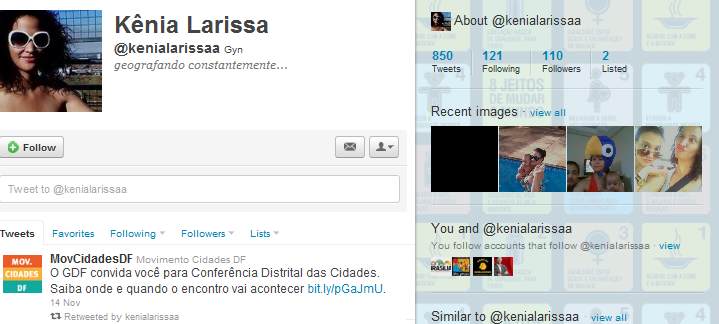 Kênia Larissa
@kenialarissaa Gyn
geografando constantemente...
Follow
Tweet to @kenialarissaa
Tweets Favorites Following Followers Lists
MOV.
CIDADES
DF
MovCidadesDF Movimento Cidades DF
O GDF convida você para Conferência Distrital das Cidades.
Saiba onde e quando o encontro vai acontecer bit.ly/pGaJmU.
14 Nov
Retweeted by kenialarissaa
About @kenialarissaa
850 121 110 2
Tweets Following Followers Listed
Recent images · view all
You and @kenialarissaa
You follow accounts that follow @kenialarissaa · view
Similar to @kenialarissaa · view all
8 JEITOS
DE MUDAR